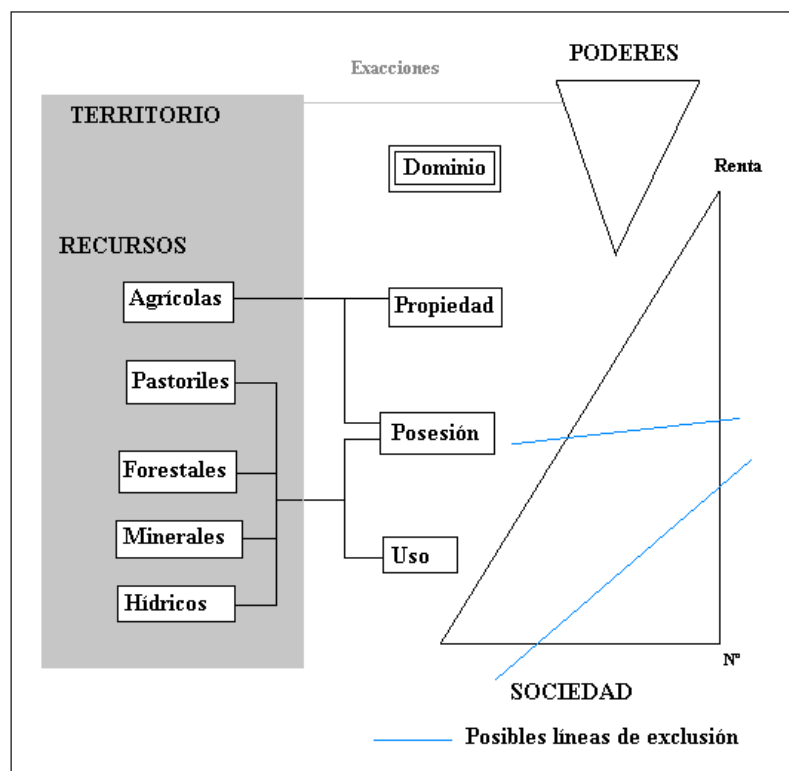 PODERES
Exacciones
TERRITORIO
Dominio
Renta
RECURSOS
Agrícolas
Propiedad
Pastoriles
Posesión
Forestales
Minerales
Uso
Hídricos
Nº
SOCIEDAD
Posibles líneas de exclusión